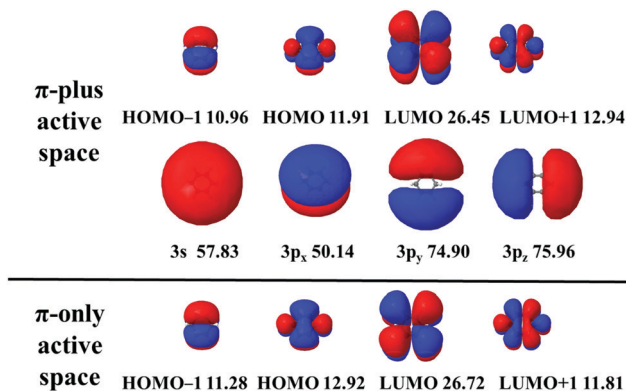 π-plus
active
space
HOMO–1 10.96 HOMO 11.91 LUMO 26.45 LUMO+1 12.94
3s 57.83 3pₓ 50.14 3pᵧ 74.90 3p_z 75.96
π-only
active
space
HOMO–1 11.28 HOMO 12.92 LUMO 26.72 LUMO+1 11.81